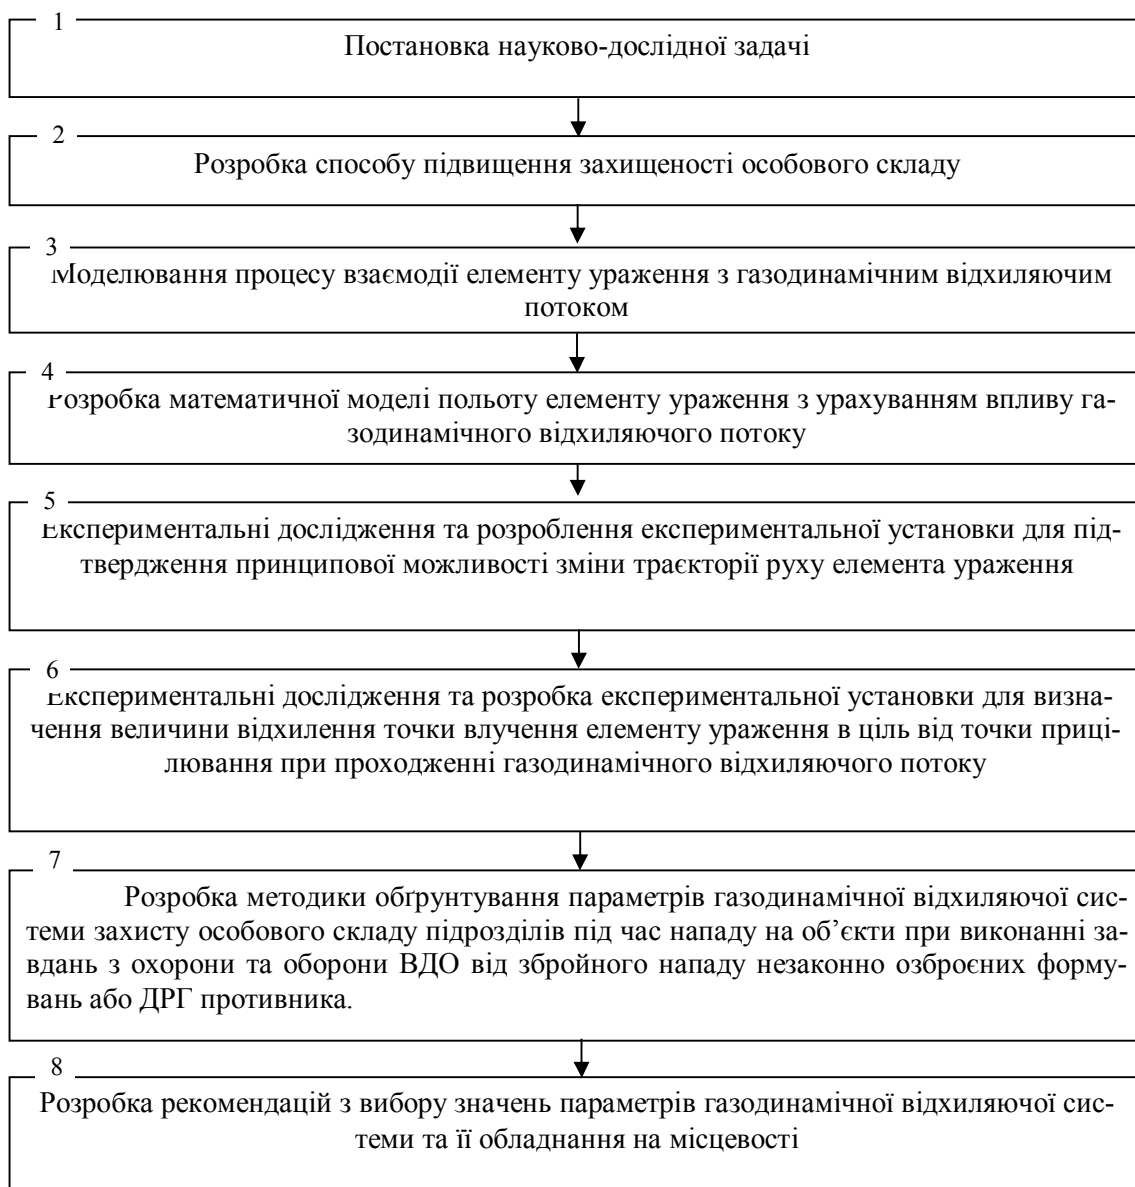 1
Постановка науково-дослідної задачі
2
Розробка способу підвищення захищеності особового складу
3
Моделювання процесу взаємодії елементу ураження з газодинамічним відхиляючим
потоком
4
Розробка математичної моделі польоту елементу ураження з урахуванням впливу га-
зодинамічного відхиляючого потоку
5
Експериментальні дослідження та розроблення експериментальної установки для під-
твердження принципової можливості зміни траєкторії руху елемента ураження
6
Експериментальні дослідження та розробка експериментальної установки для визна-
чення величини відхилення точки влучення елементу ураження в ціль від точки приці-
лювання при проходженні газодинамічного відхиляючого потоку
7
Розробка методики обґрунтування параметрів газодинамічної відхиляючої сис-
теми захисту особового складу підрозділів під час нападу на об’єкти при виконанні за-
вдань з охорони та оборони ВДО від збройного нападу незаконно озброєних форму-
вань або ДРГ противника.
8
Розробка рекомендацій з вибору значень параметрів газодинамічної відхиляючої сис-
теми та її обладнання на місцевості